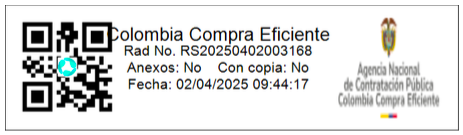 Colombia Compra Eficiente
Rad No. RS20250402003168
Anexos: No Con copia: No
Fecha: 02/04/2025 09:44:17
Agencia Nacional
de Contratación Pública
Colombia Compra Eficiente